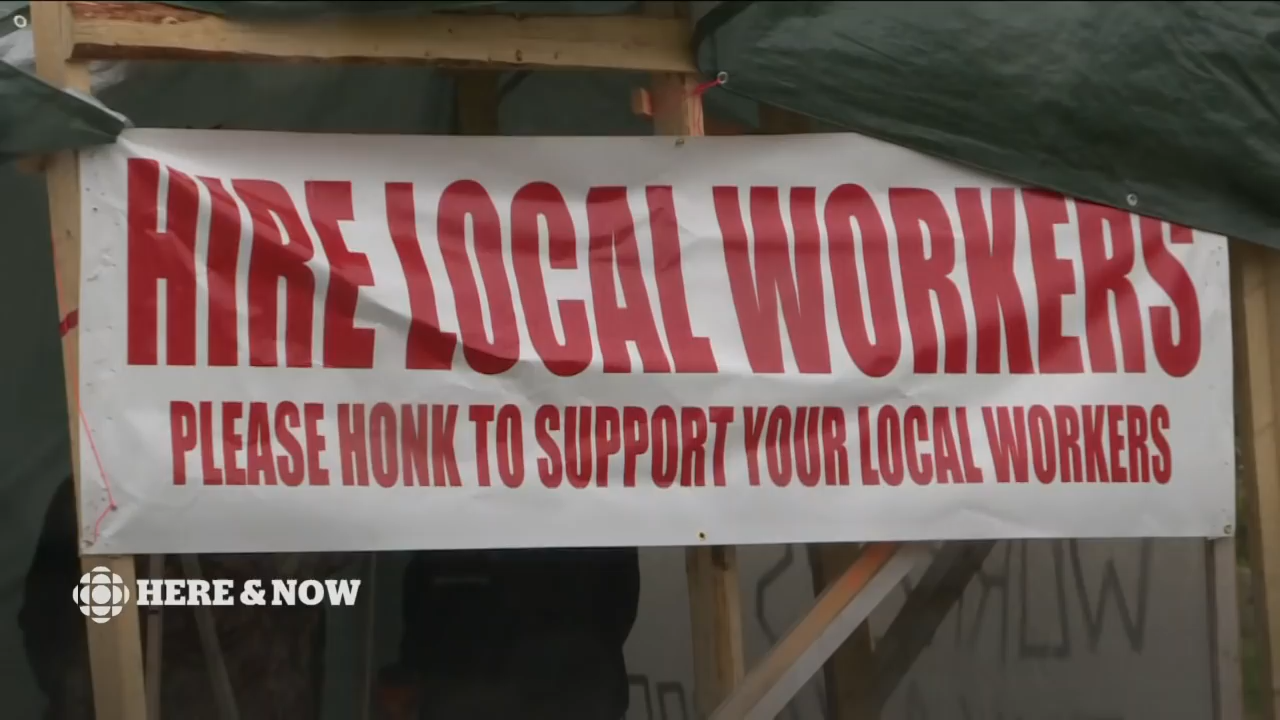 HIRE LOCAL WORKERS
PLEASE HONK TO SUPPORT YOUR LOCAL WORKERS
HERE & NOW